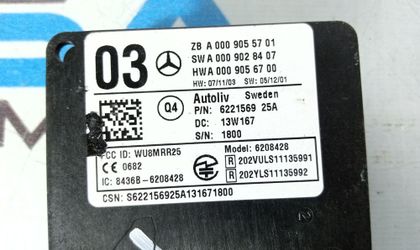 03
ZB A 000 905 57 01
SW A 000 902 84 07
HW A 000 905 67 00
HW: 07/11/03 SW: 05/12/01
Q4
Autoliv Sweden
P/N: 6221569 25A
DC: 13W167
S/N: 1800
FCC ID: WU8MRR25
0682
IC: 8436B-6208428
Model: 6208428
R 202VULS11135991
R 202YLS11135992
CSN: S622156925A131671800